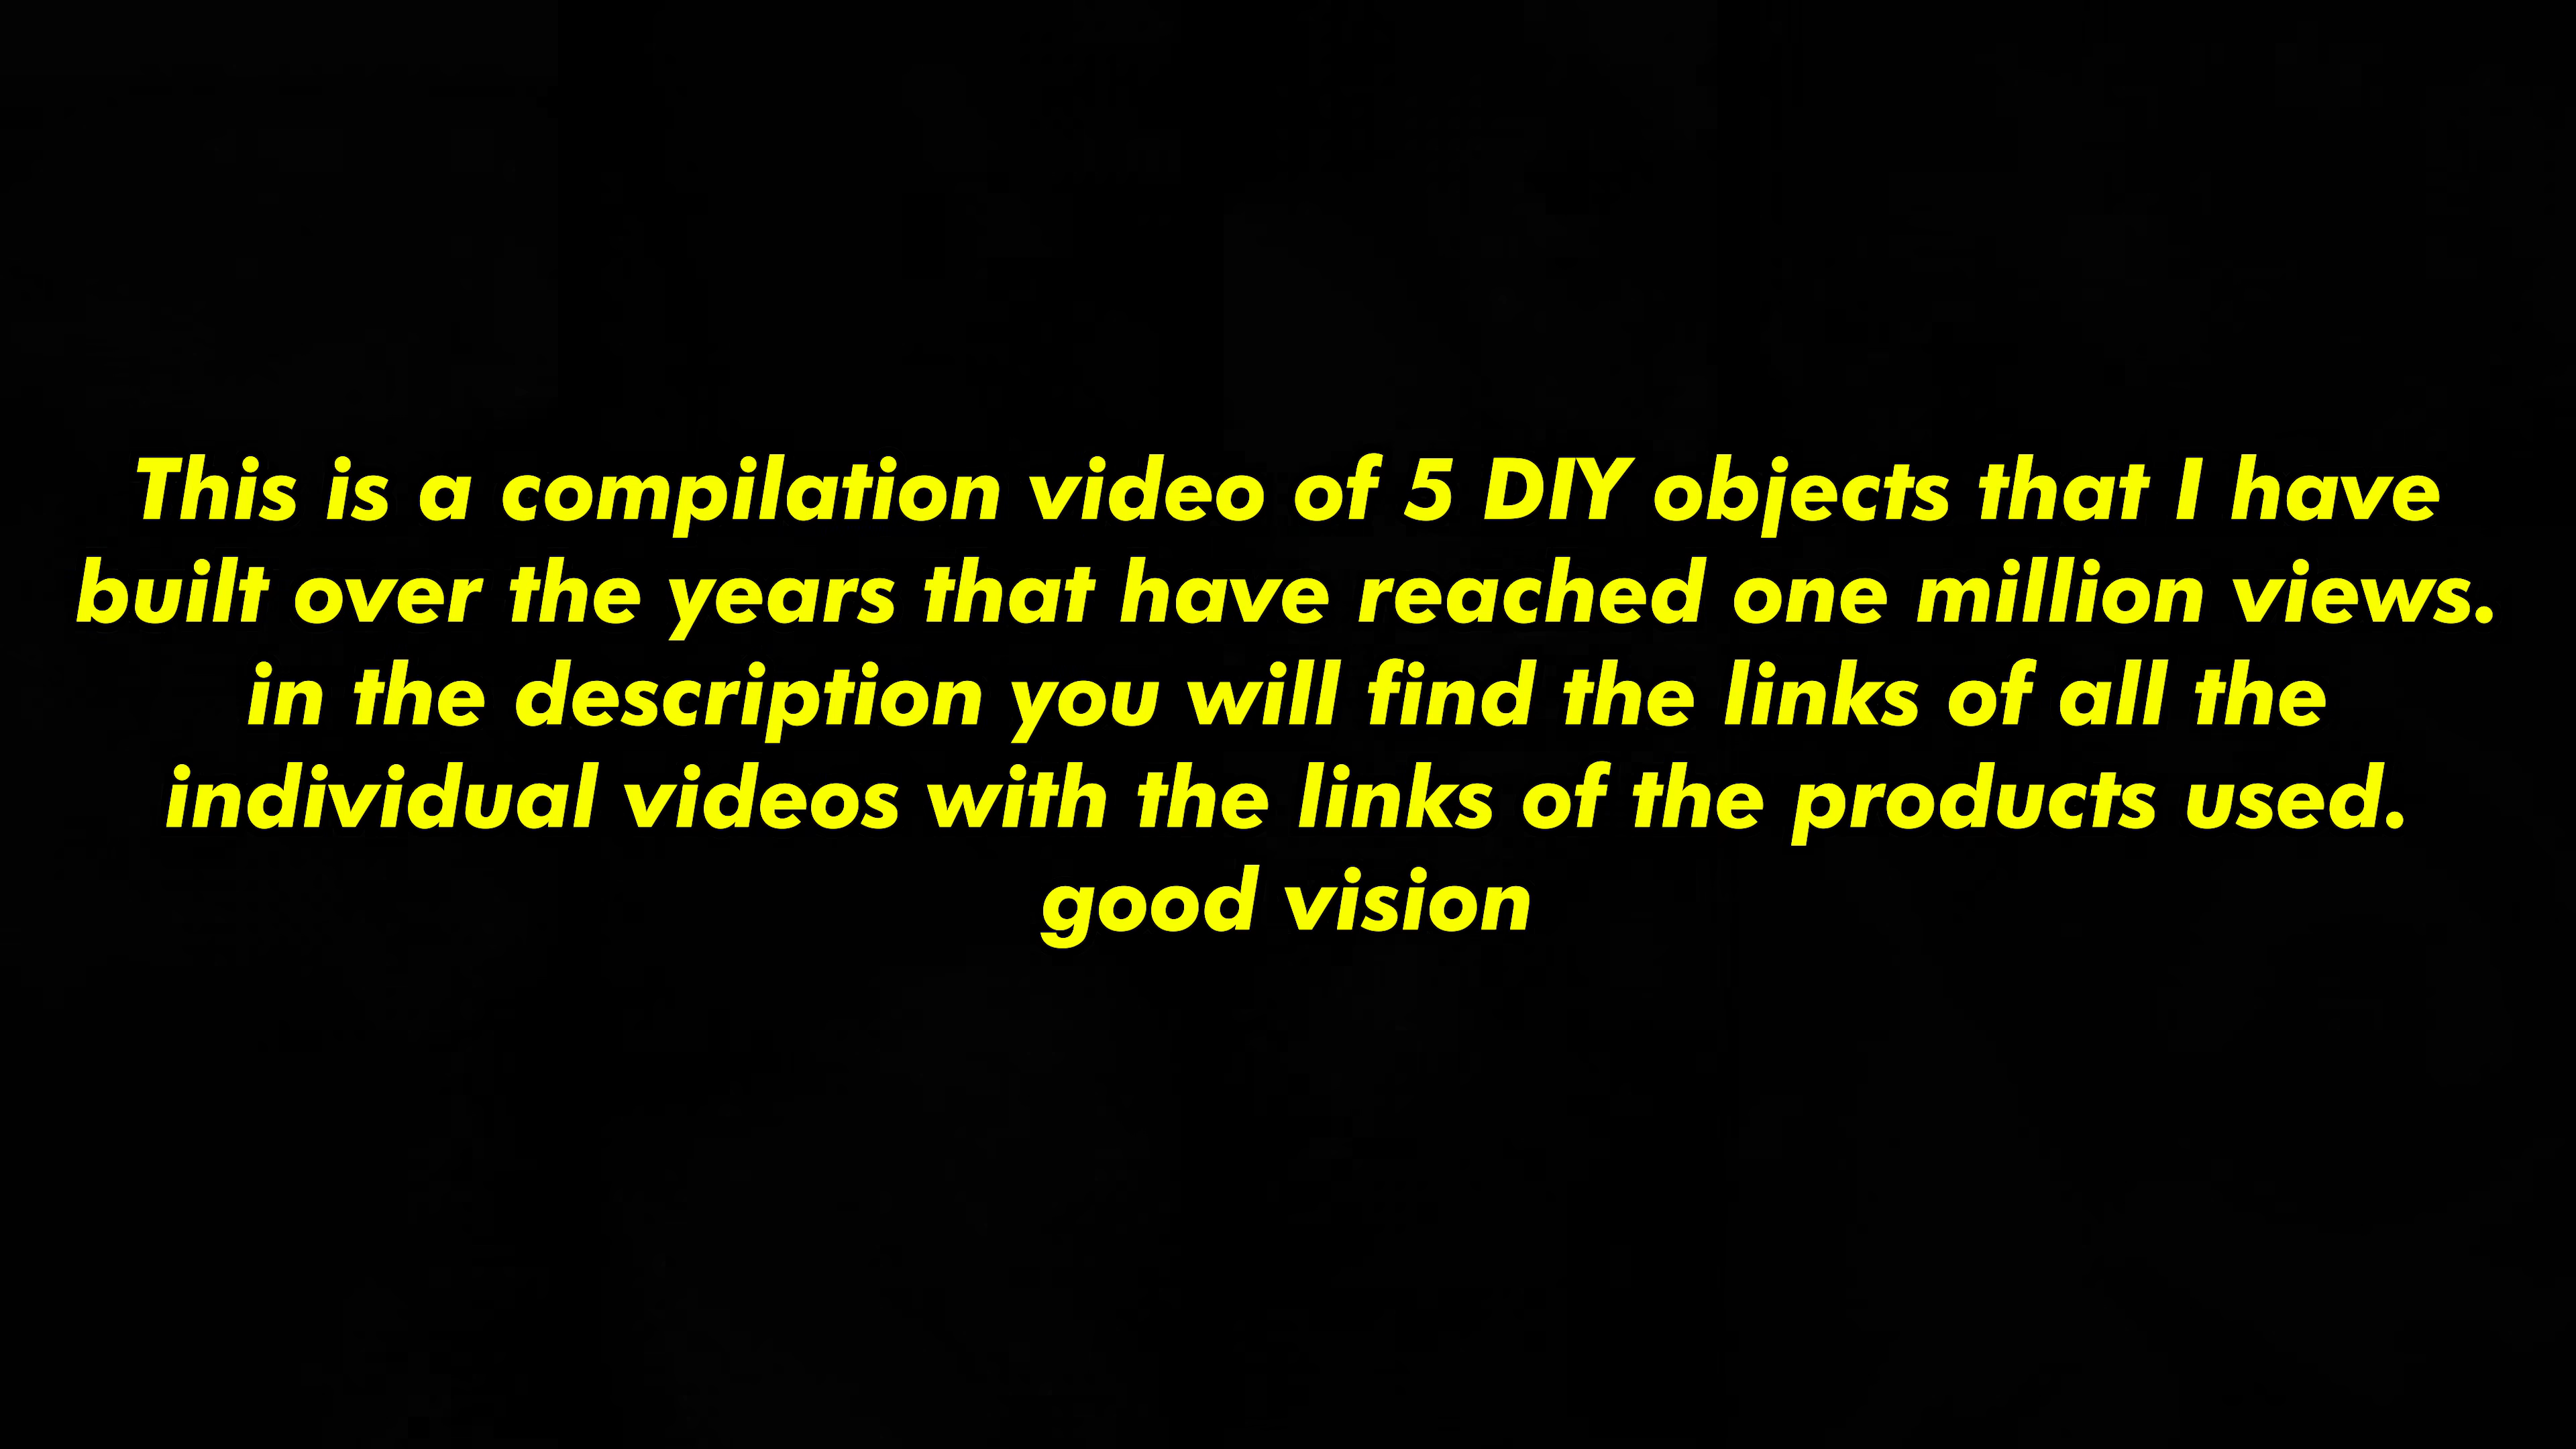 This is a compilation video of 5 DIY objects that I have
built over the years that have reached one million views.
in the description you will find the links of all the
individual videos with the links of the products used.
good vision